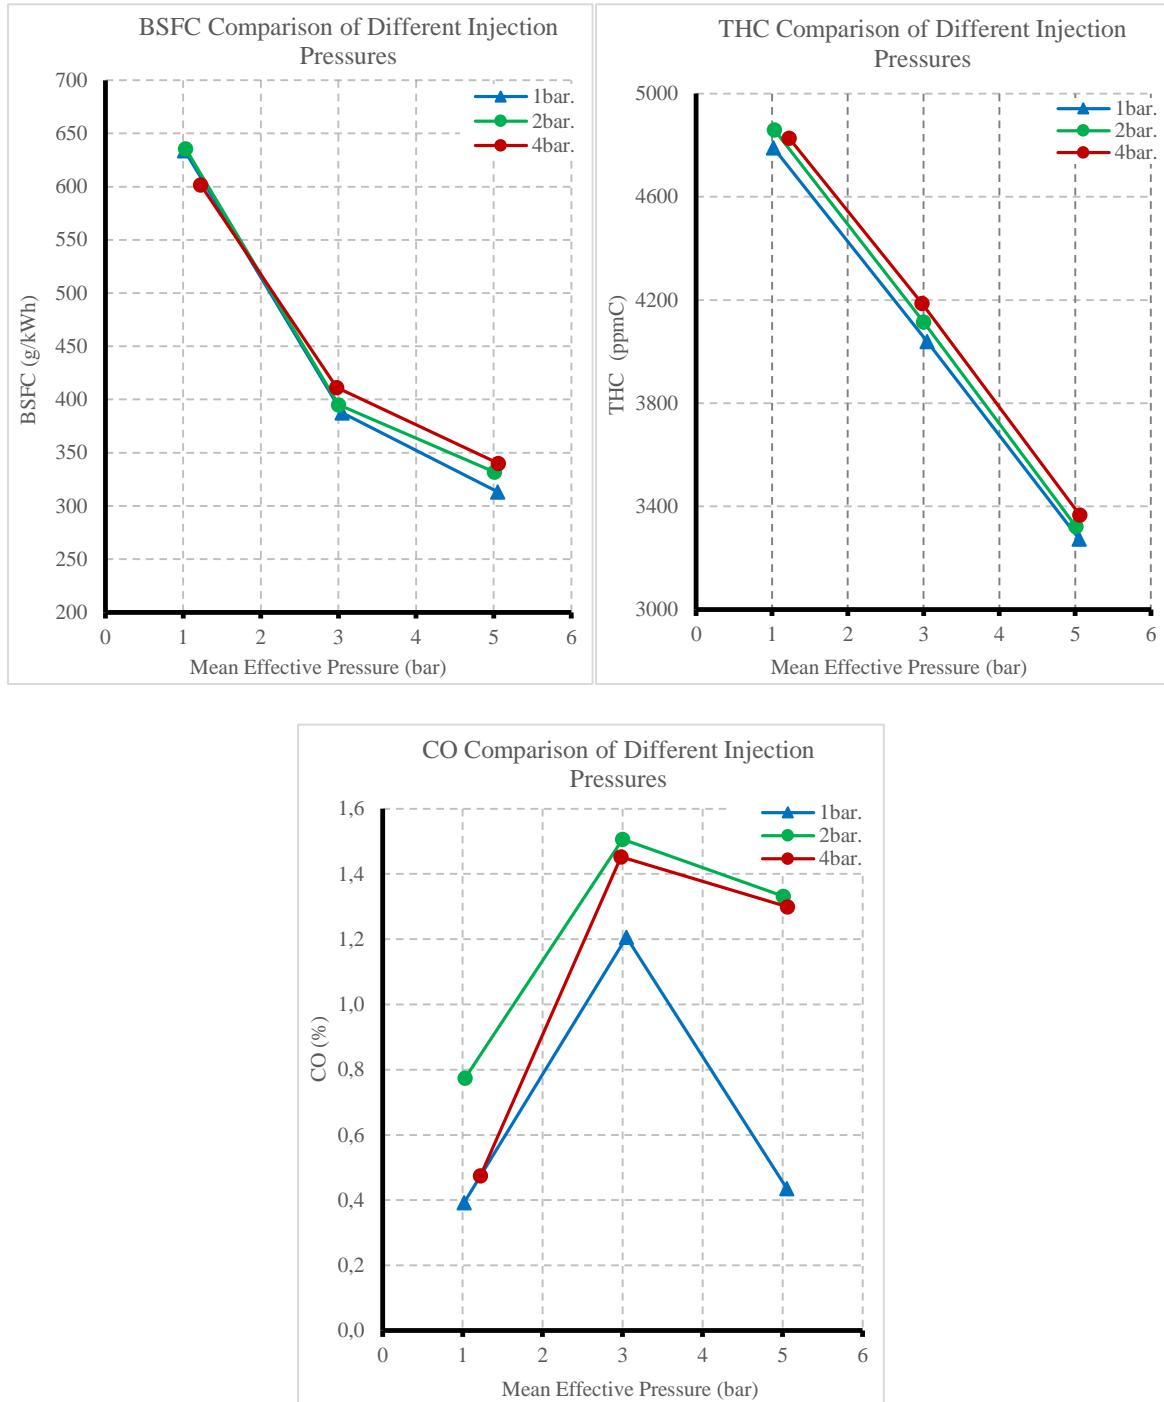 BSFC Comparison of Different Injection
Pressures
700
650
600
550
500
450
400
350
300
250
200
BSFC (g/kWh)
0 1 2 3 4 5 6
Mean Effective Pressure (bar)
1bar.
2bar.
4bar.
THC Comparison of Different Injection
Pressures
5000
4600
4200
3800
3400
3000
THC (ppmC)
0 1 2 3 4 5 6
Mean Effective Pressure (bar)
1bar.
2bar.
4bar.
CO Comparison of Different Injection
Pressures
1,6
1,4
1,2
1,0
0,8
0,6
0,4
0,2
0,0
CO (%)
0 1 2 3 4 5 6
Mean Effective Pressure (bar)
1bar.
2bar.
4bar.